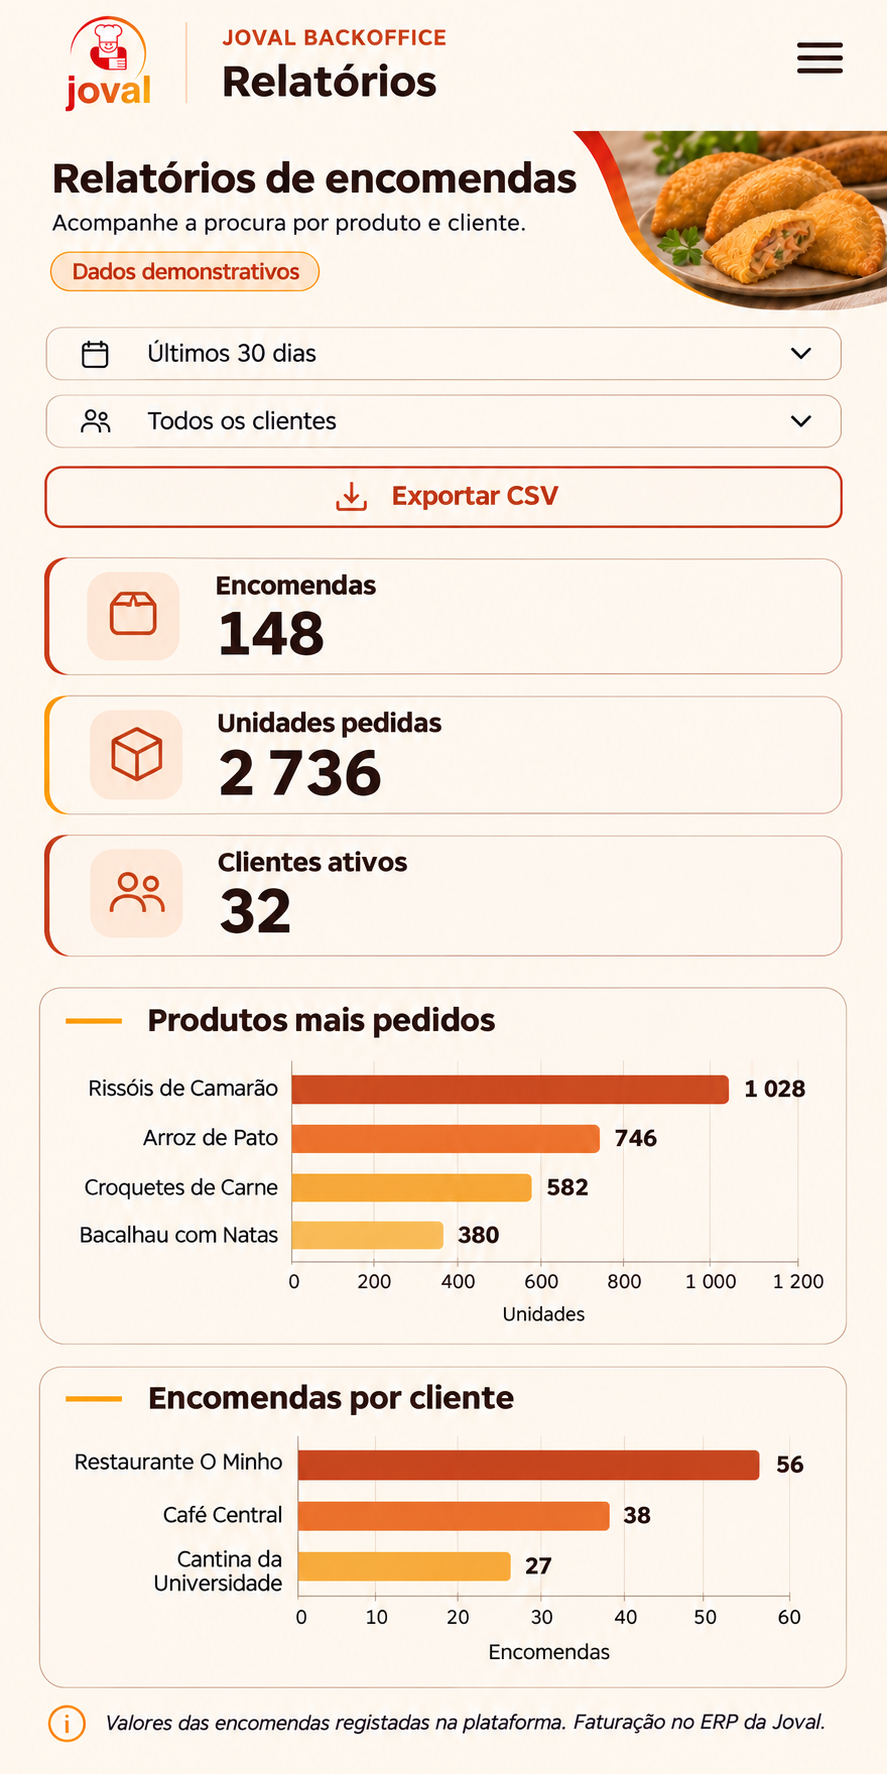 joval
JOVAL BACKOFFICE
Relatórios
Relatórios de encomendas
Acompanhe a procura por produto e cliente.
Dados demonstrativos
Últimos 30 dias
Todos os clientes
Exportar CSV
Encomendas
148
Unidades pedidas
2 736
Clientes ativos
32
Produtos mais pedidos
Rissóis de Camarão 1 028
Arroz de Pato 746
Croquetes de Carne 582
Bacalhau com Natas 380
0 200 400 600 800 1 000 1 200
Unidades
Encomendas por cliente
Restaurante O Minho 56
Café Central 38
Cantina da
Universidade 27
0 10 20 30 40 50 60
Encomendas
Valores das encomendas registadas na plataforma. Faturação no ERP da Joval.